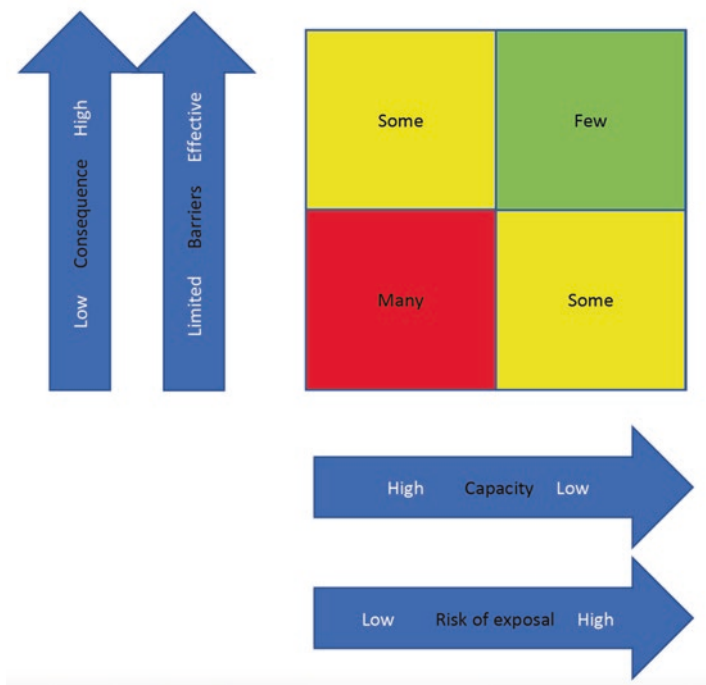 Low Consequence High
Limited Barriers Effective
Some
Few
Many
Some
High Capacity Low
Low Risk of exposal High